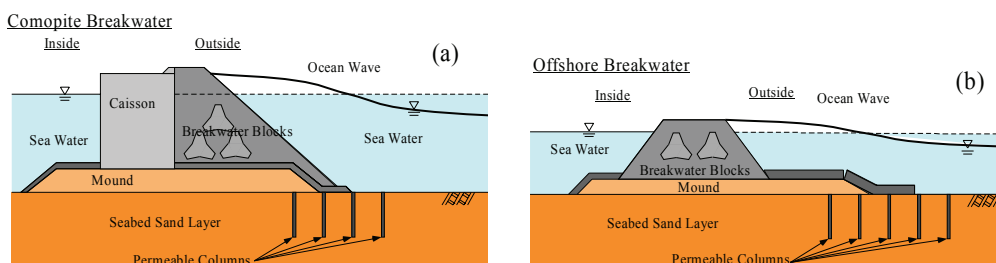 Comopite Breakwater
Inside
Outside
(a)
Ocean Wave
Caisson
Sea Water
Breakwater Blocks
Sea Water
Mound
Seabed Sand Layer
Permeable Columns
Offshore Breakwater
(b)
Inside
Outside
Ocean Wave
Sea Water
Breakwater Blocks
Mound
Seabed Sand Layer
Permeable Columns